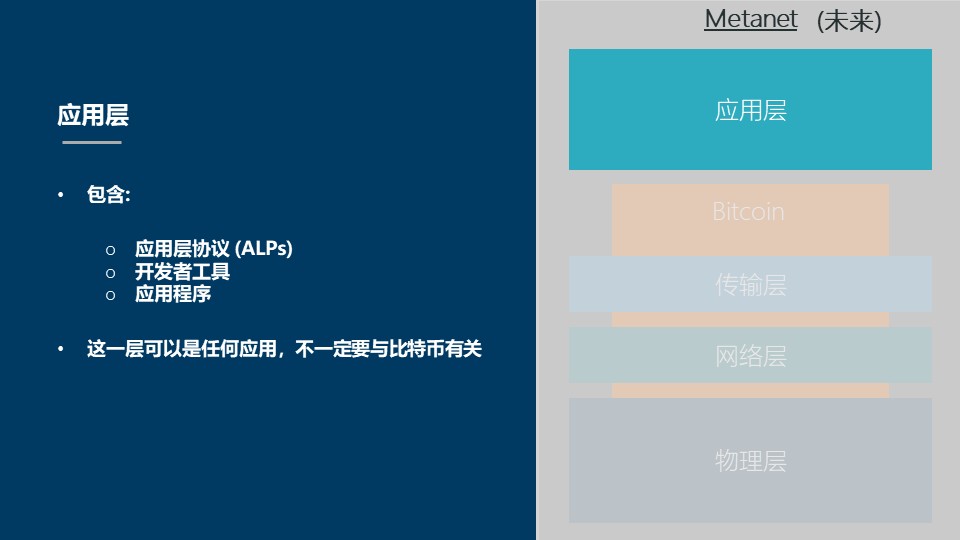 应用层
• 包含:
o 应用层协议 (ALPs)
o 开发者工具
o 应用程序
• 这一层可以是任何应用，不一定要与比特币有关
Metanet (未来)
应用层
Bitcoin
传输层
网络层
物理层